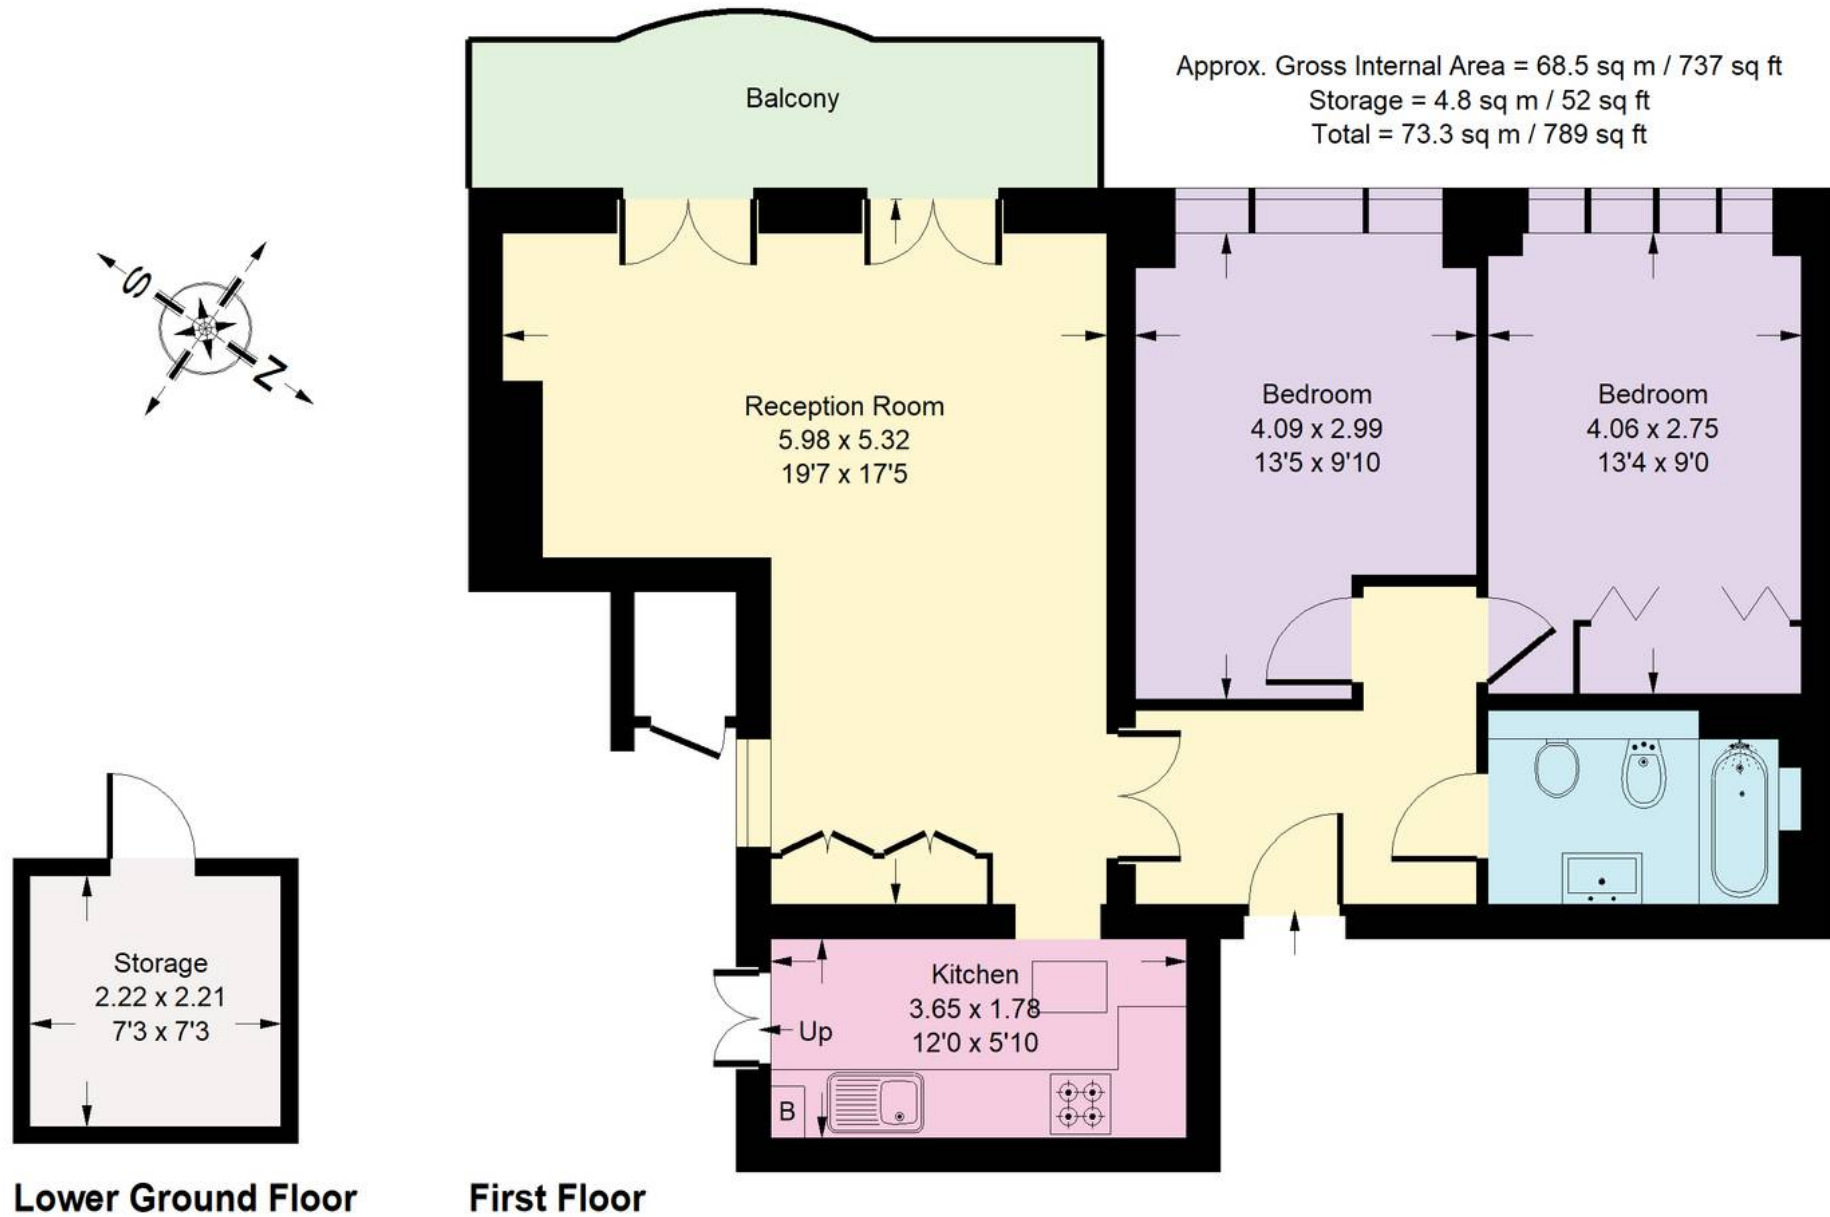 Approx. Gross Internal Area = 68.5 sq m / 737 sq ft
Storage = 4.8 sq m / 52 sq ft
Total = 73.3 sq m / 789 sq ft
Balcony
S
N
Reception Room
5.98 x 5.32
19'7 x 17'5
Bedroom
4.09 x 2.99
13'5 x 9'10
Bedroom
4.06 x 2.75
13'4 x 9'0
Storage
2.22 x 2.21
7'3 x 7'3
Kitchen
3.65 x 1.78
12'0 x 5'10
Up
B
Lower Ground Floor
First Floor